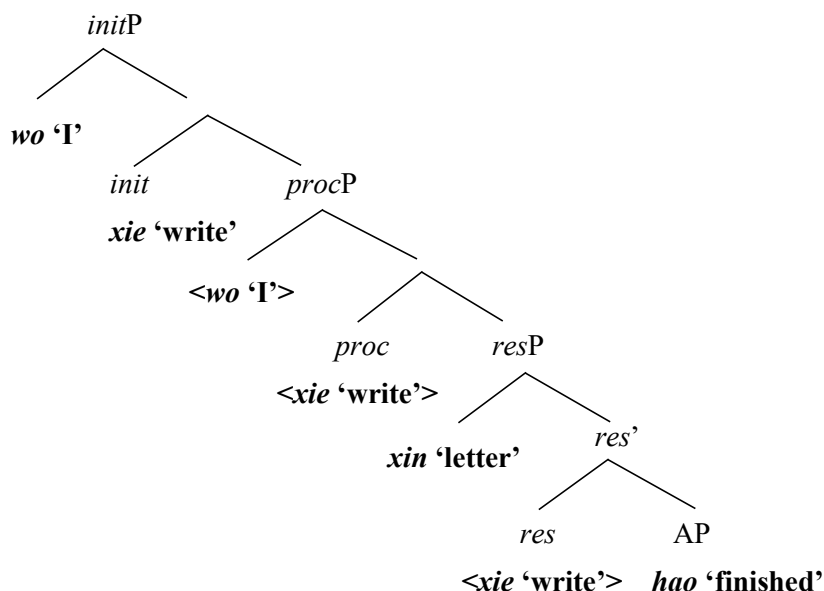 initP
wo ‘I’
init procP
xie ‘write’
<wo ‘I’>
proc resP
<xie ‘write’>
xin ‘letter’ res’
res AP
<xie ‘write’> hao ‘finished’